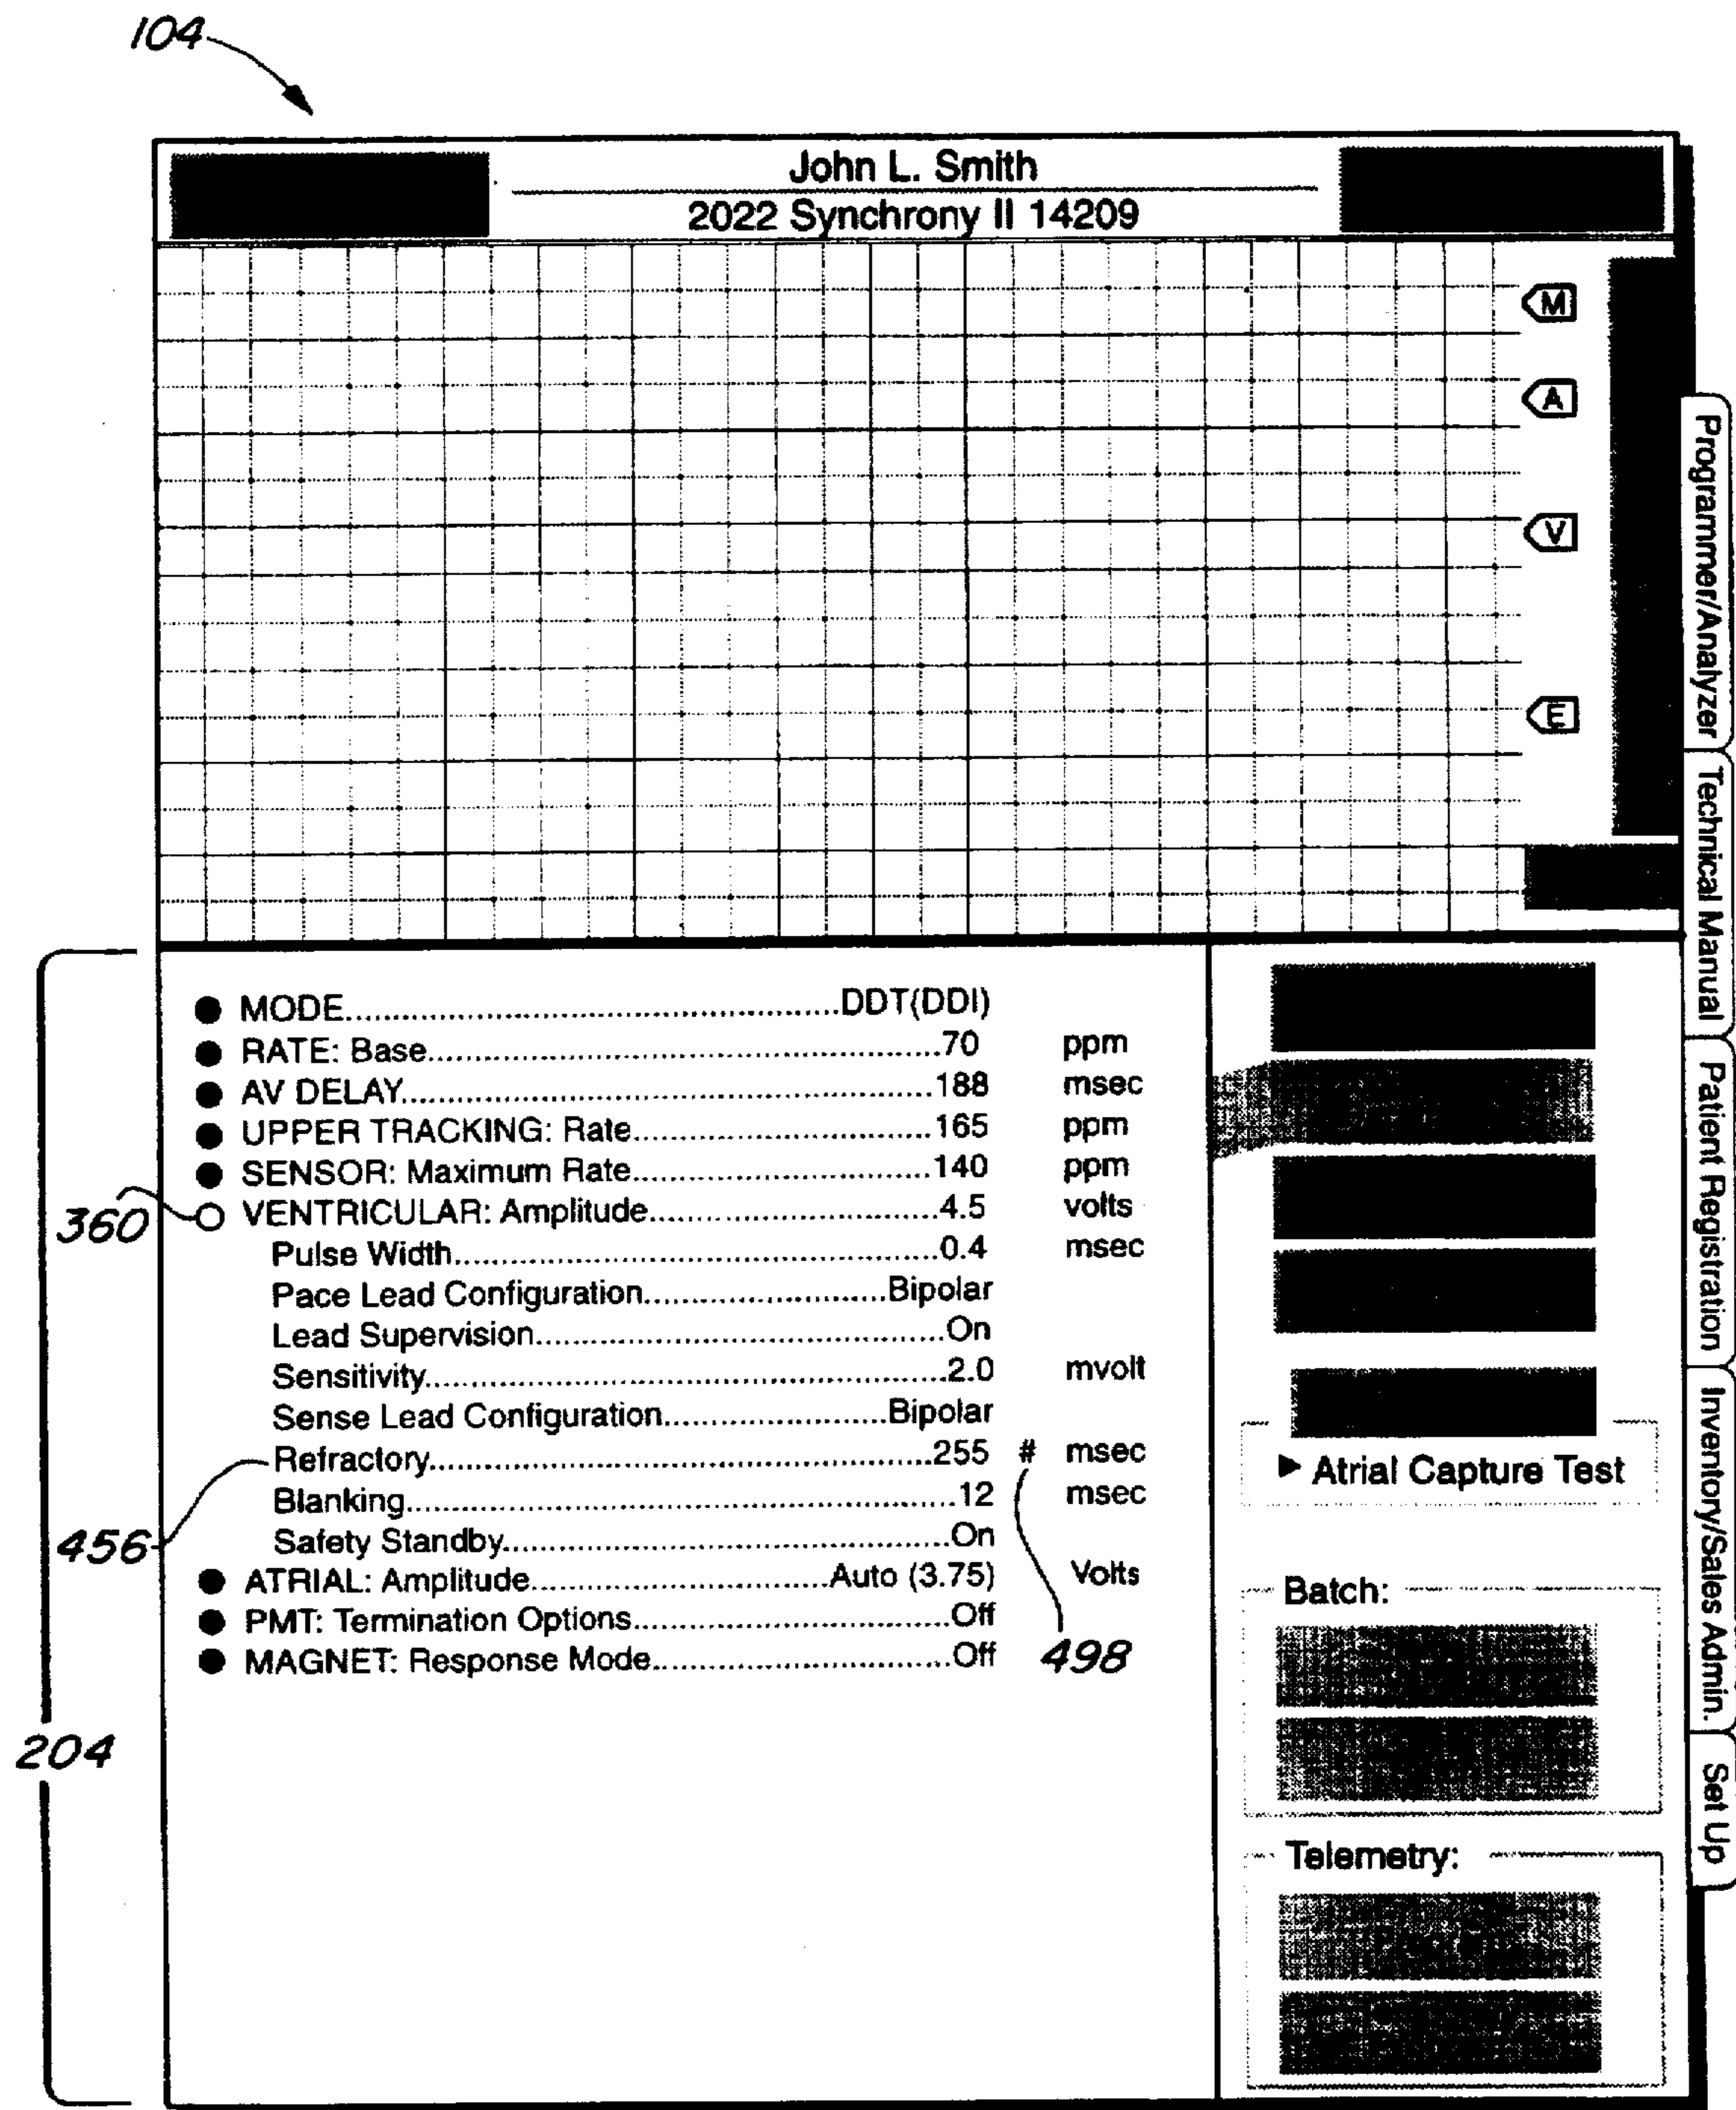 104
John L. Smith
2022 Synchrony II 14209
M
A
V
E
Programmer/Analyzer
Technical Manual
Patient Registration
Inventory/Sales Admin.
Set Up
MODE..........DDT(DDI)
RATE: Base..........70 ppm
AV DELAY..........188 msec
UPPER TRACKING: Rate..........165 ppm
SENSOR: Maximum Rate..........140 ppm
360 VENTRICULAR: Amplitude..........4.5 volts
Pulse Width..........0.4 msec
Pace Lead Configuration..........Bipolar
Lead Supervision..........On
Sensitivity..........2.0 mvolt
Sense Lead Configuration..........Bipolar
Refractory..........255 # msec
Blanking..........12 msec
456 Safety Standby..........On
ATRIAL: Amplitude..........Auto (3.75) Volts
PMT: Termination Options..........Off
MAGNET: Response Mode..........Off 498
204
Atrial Capture Test
Batch:
Telemetry: